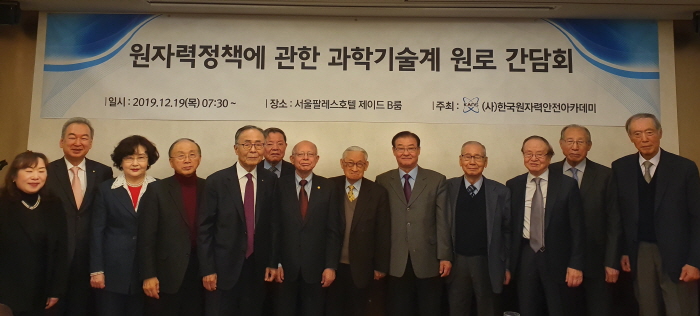 원자력정책에 관한 과학기술계 원로 간담회
일시 : 2019.12.19(목) 07:30 ~ 장소 : 서울팔레스호텔 제이드 B룸 주최 : (사)한국원자력안전아카데미